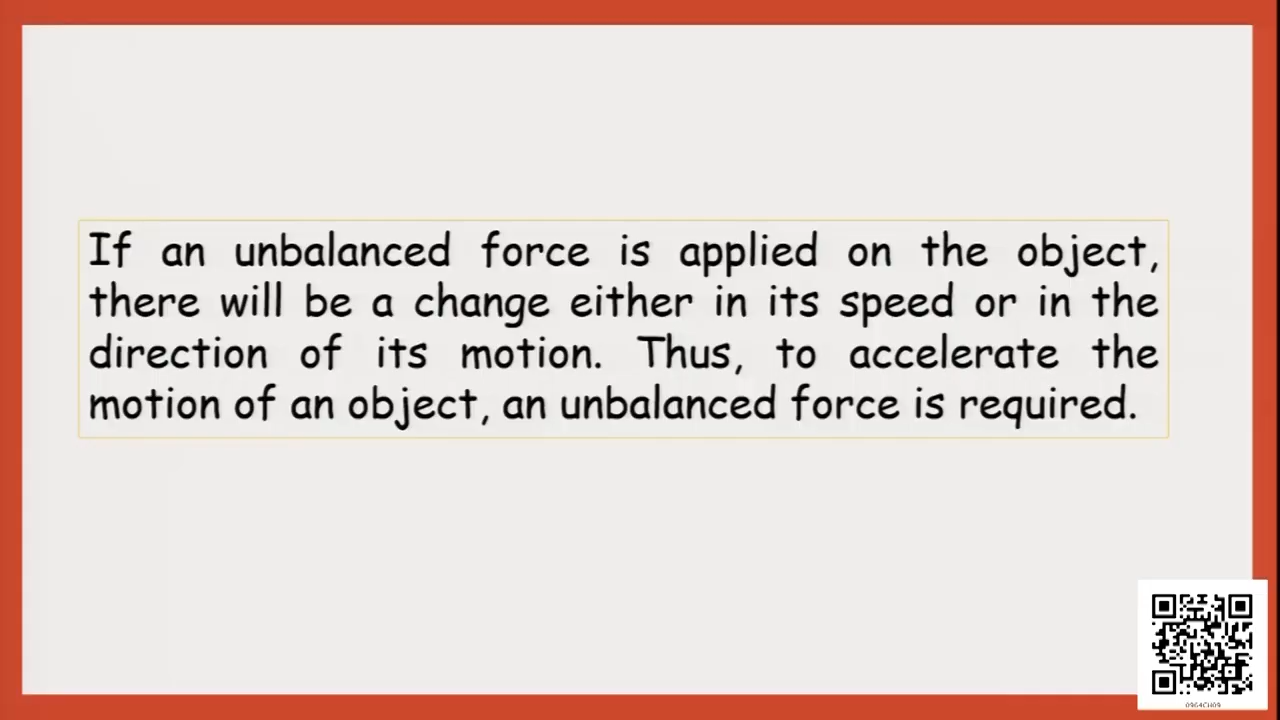 If an unbalanced force is applied on the object,
there will be a change either in its speed or in the
direction of its motion. Thus, to accelerate the
motion of an object, an unbalanced force is required.
0964CH09